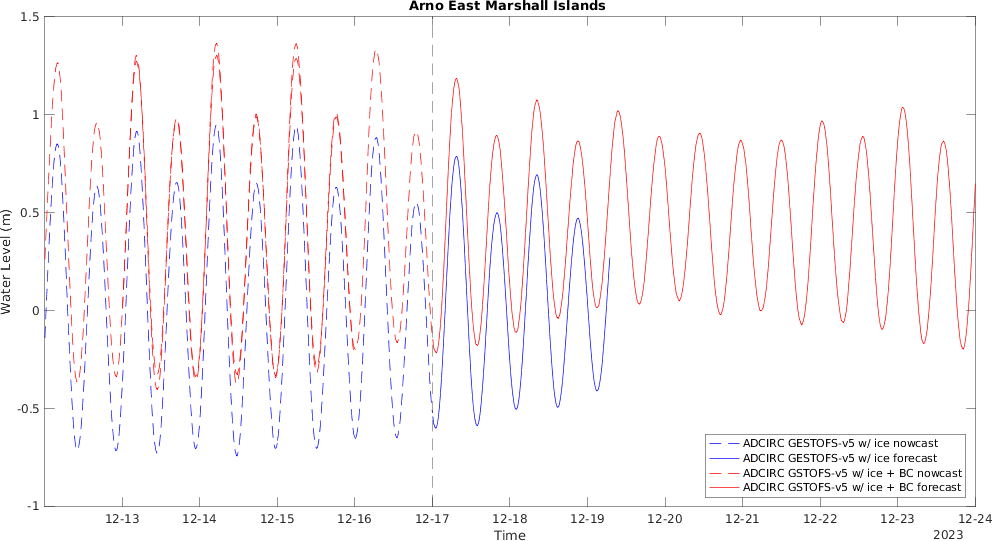 Arno East Marshall Islands
1.5
1
0.5
0
-0.5
-1
Water Level (m)
ADCIRC GESTOFS-v5 w/ ice nowcast
ADCIRC GESTOFS-v5 w/ ice forecast
ADCIRC GSTOFS-v5 w/ ice + BC nowcast
ADCIRC GSTOFS-v5 w/ ice + BC forecast
12-13 12-14 12-15 12-16 12-17 12-18 12-19 12-20 12-21 12-22 12-23 12-24
Time
2023